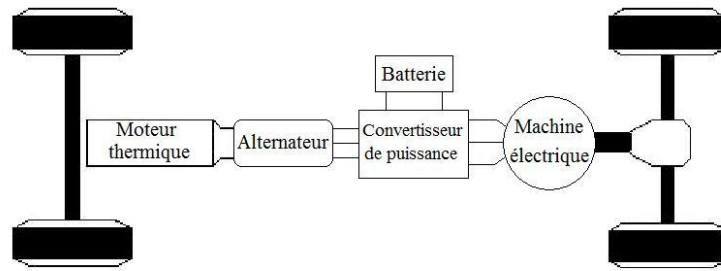 Batterie
Moteur
thermique
Alternateur
Convertisseur
de puissance
Machine
électrique